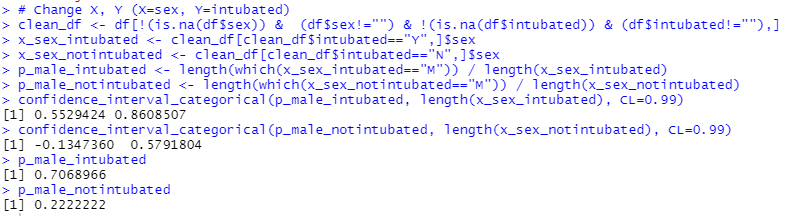 > # Change X, Y (X=sex, Y=intubated)
> clean_df <- df[!(is.na(df$sex)) & (df$sex!="") & !(is.na(df$intubated)) & (df$intubated!=""),]
> x_sex_intubated <- clean_df[clean_df$intubated=="Y",]$sex
> x_sex_notintubated <- clean_df[clean_df$intubated=="N",]$sex
> p_male_intubated <- length(which(x_sex_intubated=="M")) / length(x_sex_intubated)
> p_male_notintubated <- length(which(x_sex_notintubated=="M")) / length(x_sex_notintubated)
> confidence_interval_categorical(p_male_intubated, length(x_sex_intubated), CL=0.99)
[1] 0.5529424 0.8608507
> confidence_interval_categorical(p_male_notintubated, length(x_sex_notintubated), CL=0.99)
[1] -0.1347360 0.5791804
> p_male_intubated
[1] 0.7068966
> p_male_notintubated
[1] 0.2222222